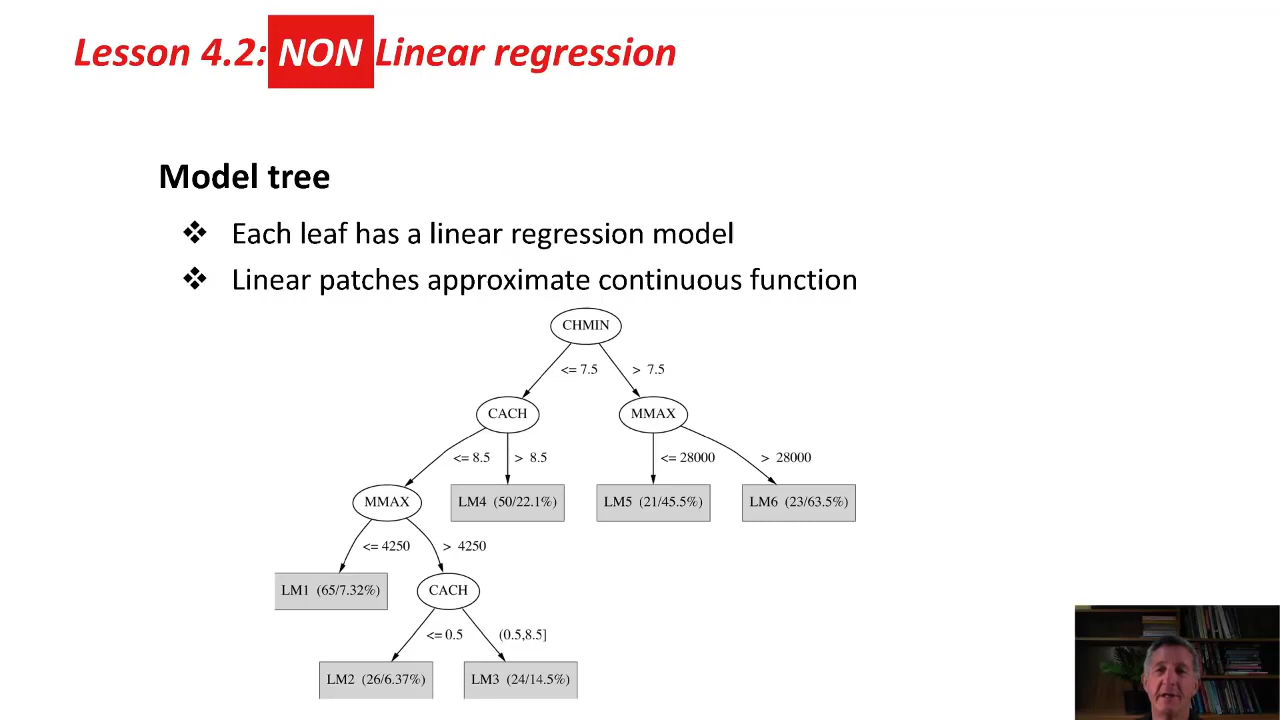 Lesson 4.2: NON Linear regression
Model tree
❖ Each leaf has a linear regression model
❖ Linear patches approximate continuous function
CHMIN
<= 7.5 > 7.5
CACH MMAX
<= 8.5 > 8.5 <= 28000 > 28000
MMAX LM4 (50/22.1%) LM5 (21/45.5%) LM6 (23/63.5%)
<= 4250 > 4250
LM1 (65/7.32%) CACH
<= 0.5 (0.5,8.5]
LM2 (26/6.37%) LM3 (24/14.5%)